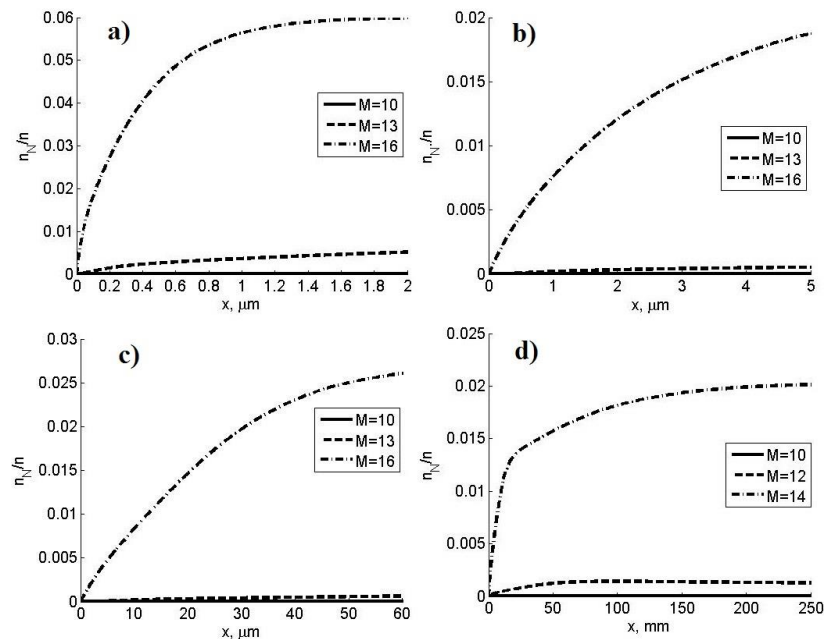 a)
n_N/n
0.06
0.05
0.04
0.03
0.02
0.01
0
M=10
M=13
M=16
0 0.2 0.4 0.6 0.8 1 1.2 1.4 1.6 1.8 2
x, μm
b)
n_N/n
0.02
0.015
0.01
0.005
0
M=10
M=13
M=16
0 1 2 3 4 5
x, μm
c)
n_N/n
0.03
0.025
0.02
0.015
0.01
0.005
0
M=10
M=13
M=16
0 10 20 30 40 50 60
x, μm
d)
n_N/n
0.025
0.02
0.015
0.01
0.005
0
M=10
M=12
M=14
0 50 100 150 200 250
x, mm